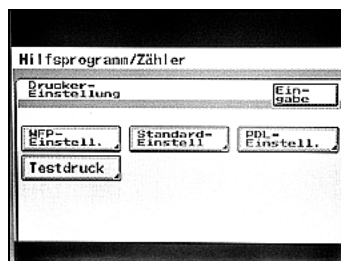 Hilfsprogramm/Zähler
Drucker-
Einstellung
Ein-
gabe
MFP-
Einstell.
Standard-
Einstell
PDL-
Einstell.
Testdruck